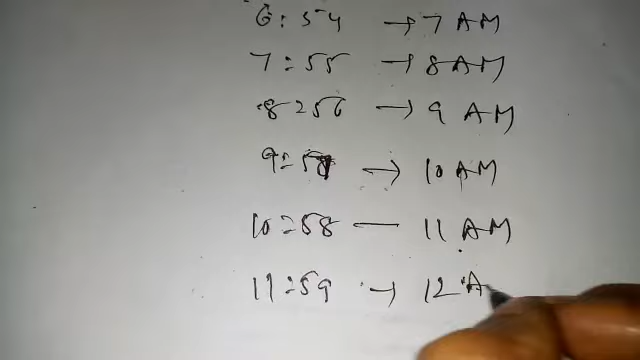 6:54 → 7 AM
7:55 → 8 AM
8:56 → 9 AM
9:57 → 10 AM
10:58 — 11 AM
11:59 → 12 A